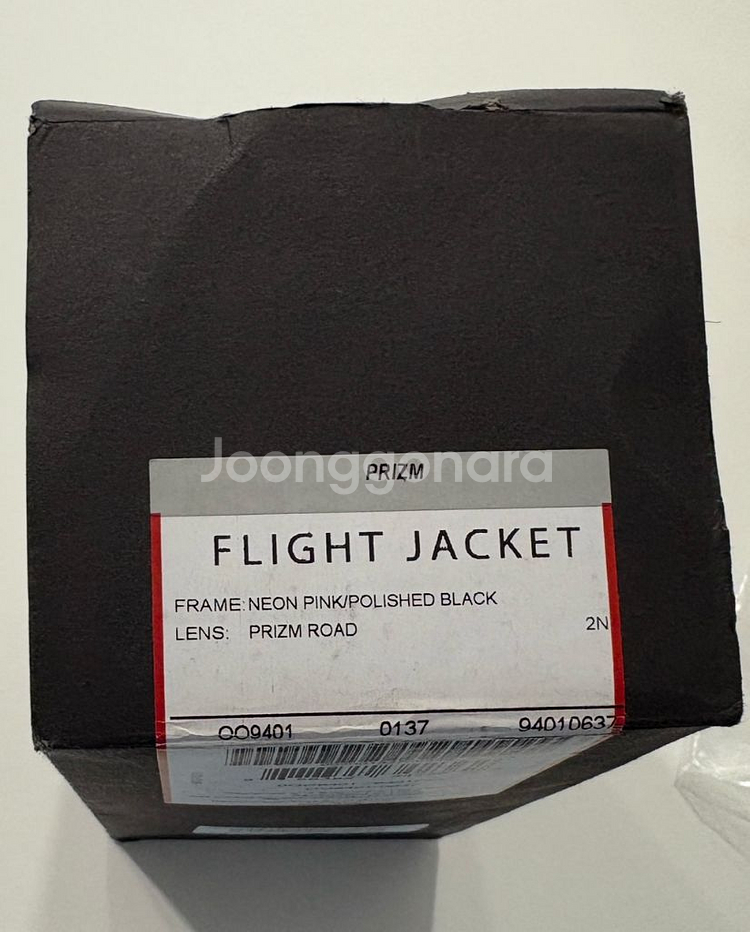 Joonggonara
PRIZM
FLIGHT JACKET
FRAME: NEON PINK/POLISHED BLACK
LENS: PRIZM ROAD 2N
OO9401 0137 94010637